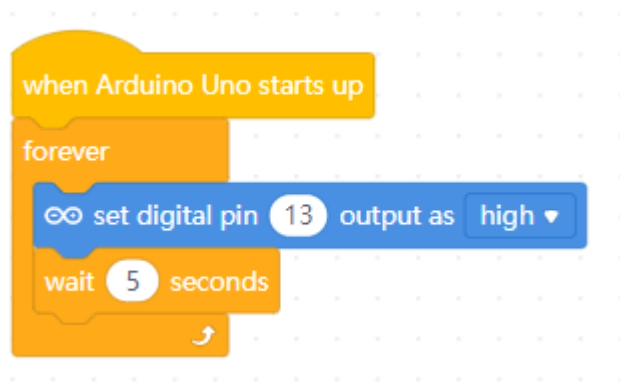 when Arduino Uno starts up
forever
set digital pin 13 output as high
wait 5 seconds